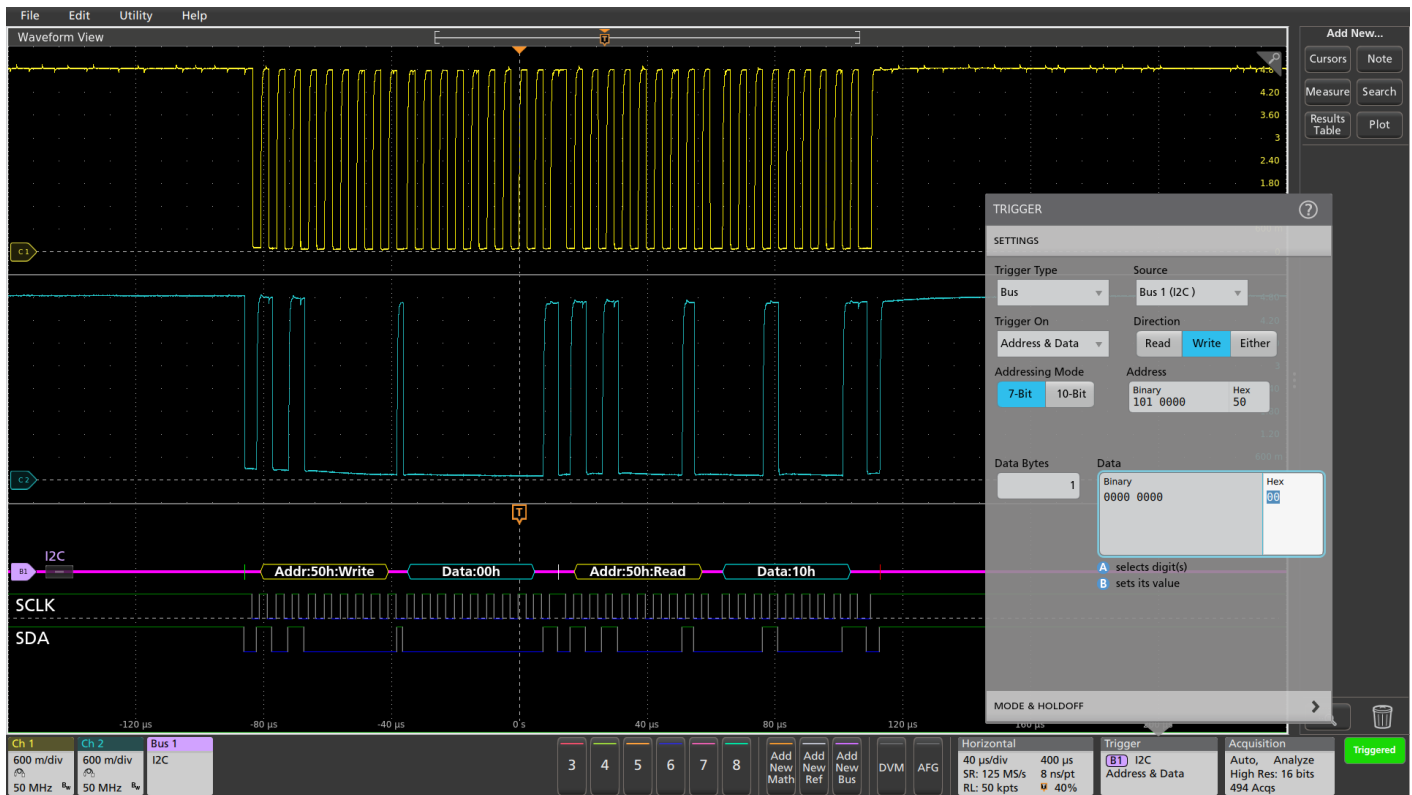 File Edit Utility Help
Waveform View
Add New...
Cursors Note
Measure Search
Results Table Plot
4.20
3.60
3
2.40
1.80
C1
C2
TRIGGER
SETTINGS
Trigger Type Source
Bus Bus 1 (I2C )
Trigger On Direction
Address & Data Read Write Either
Addressing Mode Address
7-Bit 10-Bit Binary Hex
101 0000 50
Data Bytes Data
1 Binary Hex
0000 0000 00
A selects digit(s)
B sets its value
MODE & HOLDOFF
T
I2C
B1 Addr:50h:Write Data:00h Addr:50h:Read Data:10h
SCLK
SDA
-120 µs -80 µs -40 µs 0 s 40 µs 80 µs 120 µs 160 µs
Ch 1
600 m/div
50 MHz Bw
Ch 2
600 m/div
50 MHz Bw
Bus 1
I2C
3 4 5 6 7 8
Add New Math
Add New Ref
Add New Bus
DVM AFG
Horizontal
40 µs/div 400 µs
SR: 125 MS/s 8 ns/pt
RL: 50 kpts 40%
Trigger
B1 I2C
Address & Data
Acquisition
Auto, Analyze
High Res: 16 bits
494 Acqs
Triggered